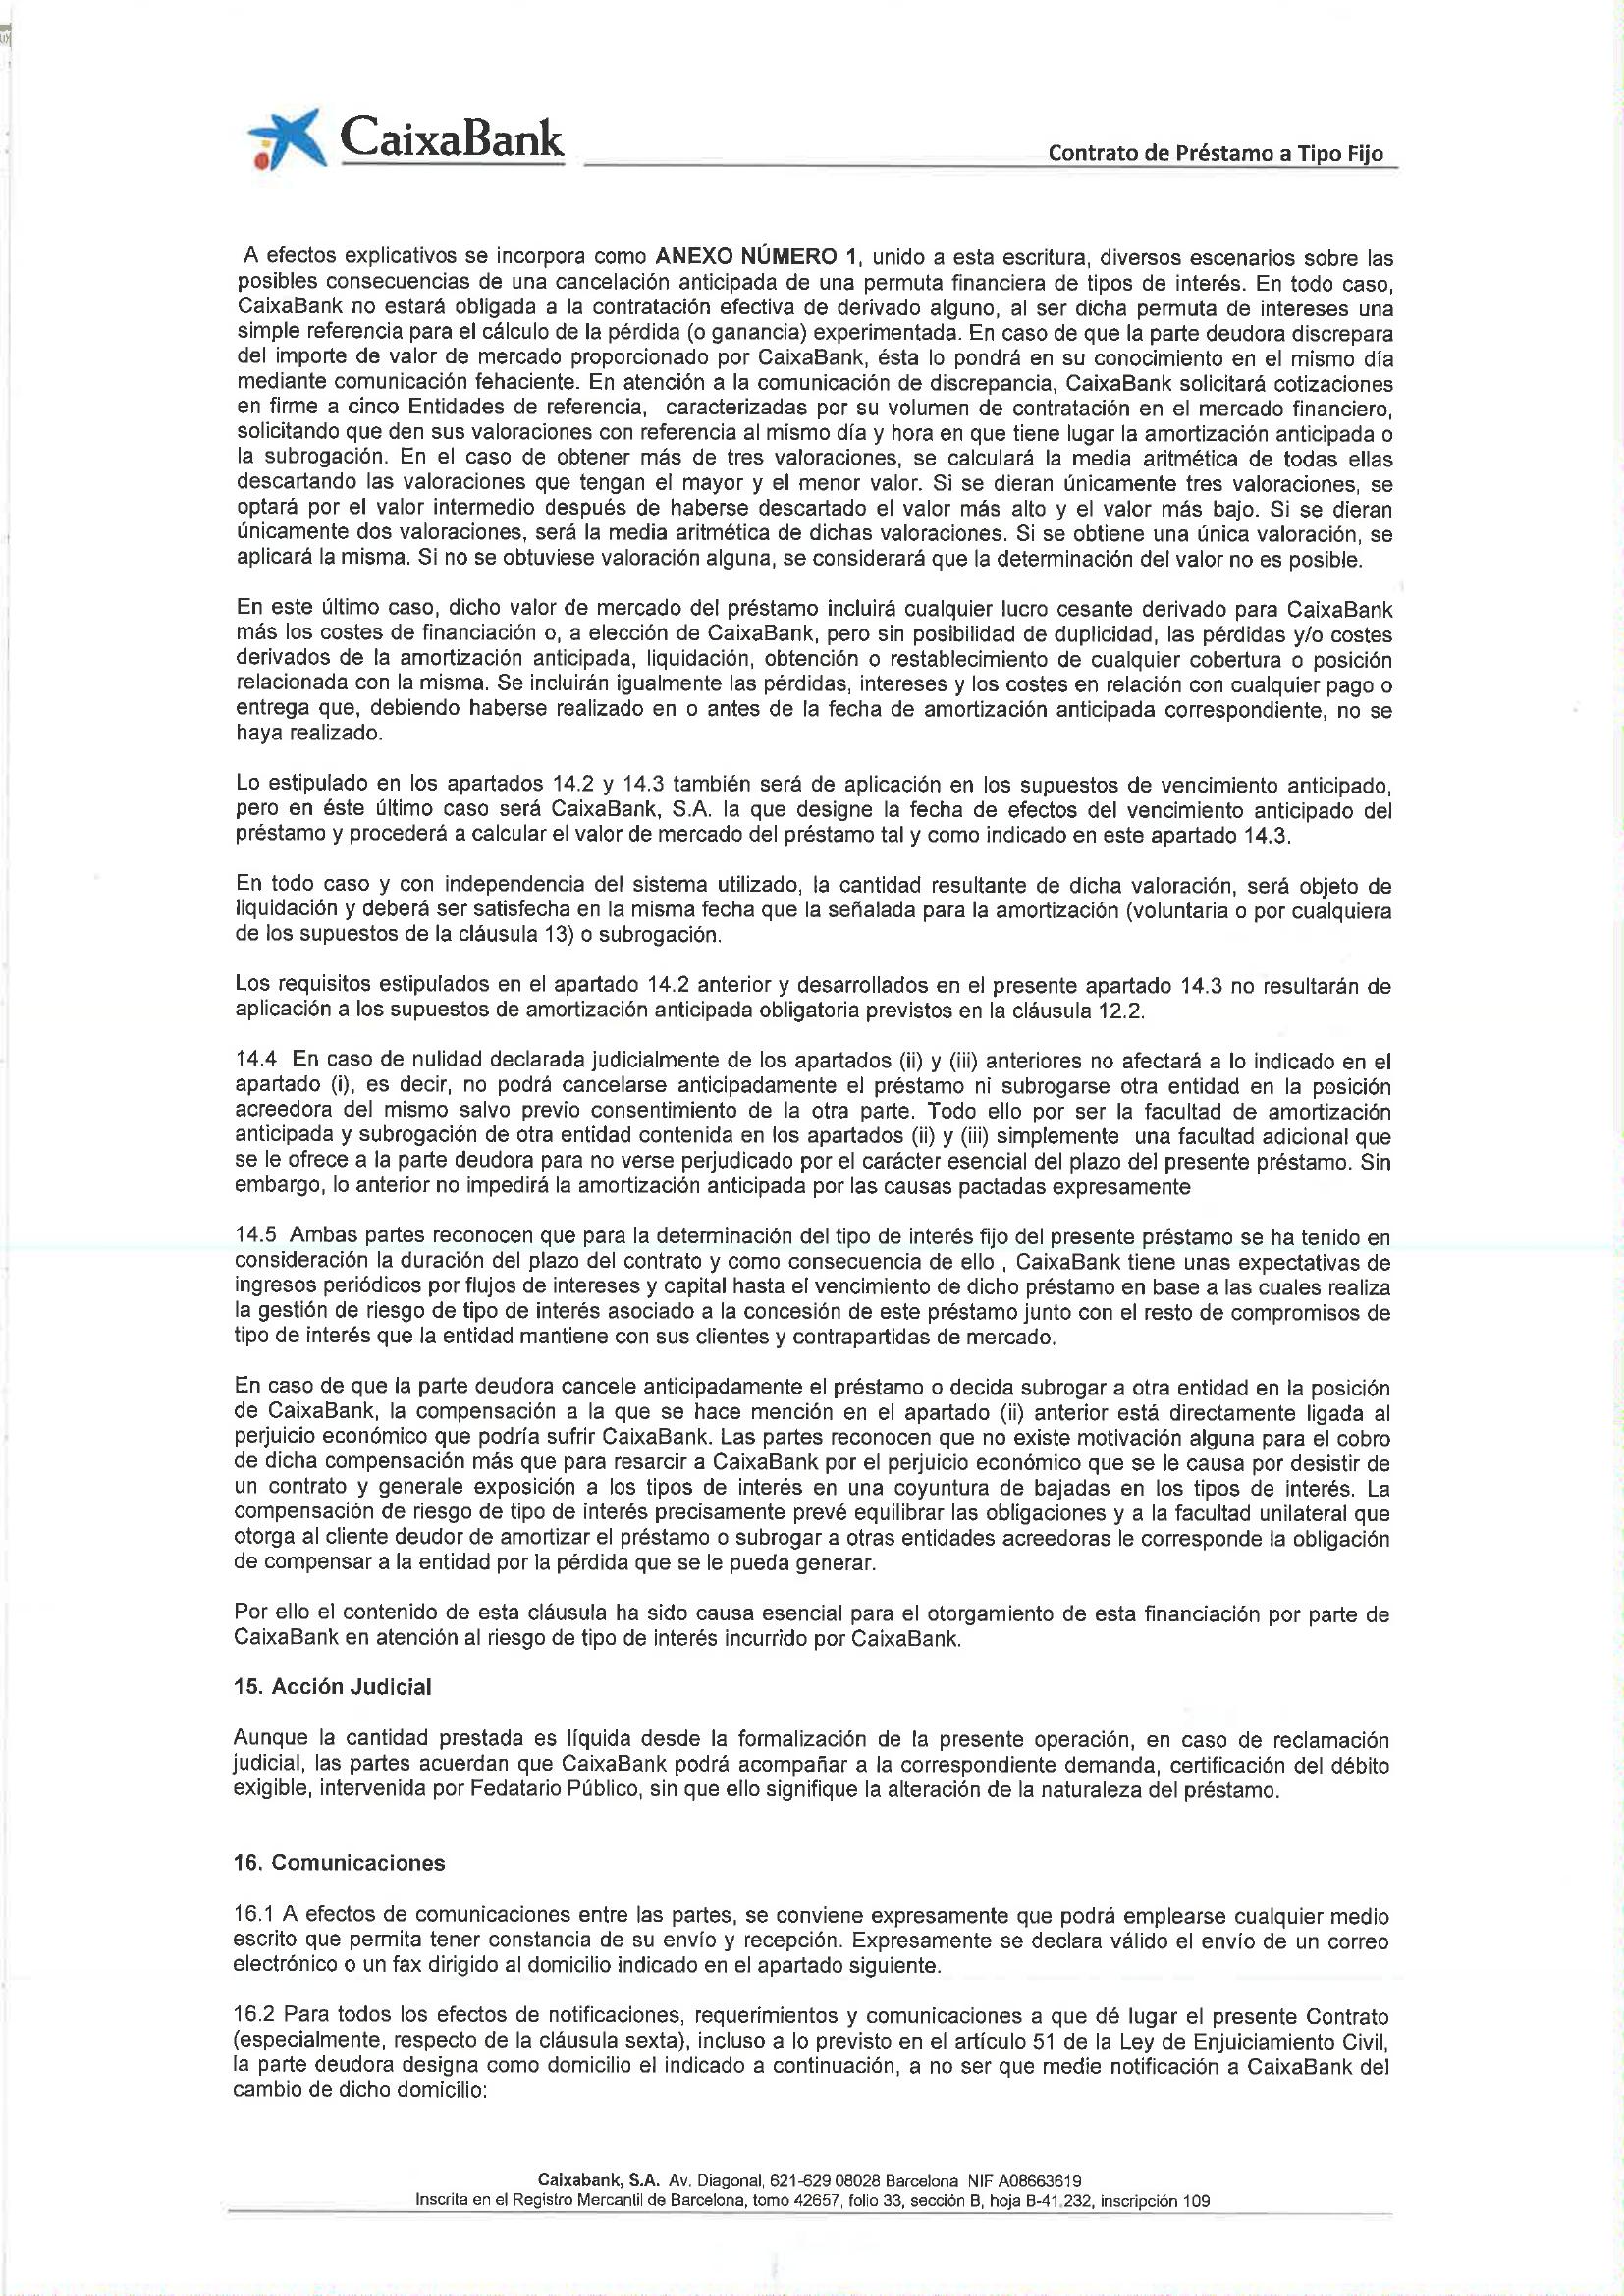 CaixaBank
Contrato de Préstamo a Tipo Fijo
A efectos explicativos se incorpora como ANEXO NÚMERO 1, unido a esta escritura, diversos escenarios sobre las
posibles consecuencias de una cancelación anticipada de una permuta financiera de tipos de interés. En todo caso,
CaixaBank no estará obligada a la contratación efectiva de derivado alguno, al ser dicha permuta de intereses una
simple referencia para el cálculo de la pérdida (o ganancia) experimentada. En caso de que la parte deudora discrepara
del importe de valor de mercado proporcionado por CaixaBank, ésta lo pondrá en su conocimiento en el mismo día
mediante comunicación fehaciente. En atención a la comunicación de discrepancia, CaixaBank solicitará cotizaciones
en firme a cinco Entidades de referencia, caracterizadas por su volumen de contratación en el mercado financiero,
solicitando que den sus valoraciones con referencia al mismo día y hora en que tiene lugar la amortización anticipada o
la subrogación. En el caso de obtener más de tres valoraciones, se calculará la media aritmética de todas ellas
descartando las valoraciones que tengan el mayor y el menor valor. Si se dieran únicamente tres valoraciones, se
optará por el valor intermedio después de haberse descartado el valor más alto y el valor más bajo. Si se dieran
únicamente dos valoraciones, será la media aritmética de dichas valoraciones. Si se obtiene una única valoración, se
aplicará la misma. Si no se obtuviese valoración alguna, se considerará que la determinación del valor no es posible.
En este último caso, dicho valor de mercado del préstamo incluirá cualquier lucro cesante derivado para CaixaBank
más los costes de financiación o, a elección de CaixaBank, pero sin posibilidad de duplicidad, las pérdidas y/o costes
derivados de la amortización anticipada, liquidación, obtención o restablecimiento de cualquier cobertura o posición
relacionada con la misma. Se incluirán igualmente las pérdidas, intereses y los costes en relación con cualquier pago o
entrega que, debiendo haberse realizado en o antes de la fecha de amortización anticipada correspondiente, no se
haya realizado.
Lo estipulado en los apartados 14.2 y 14.3 también será de aplicación en los supuestos de vencimiento anticipado,
pero en éste último caso será CaixaBank, S.A. la que designe la fecha de efectos del vencimiento anticipado del
préstamo y procederá a calcular el valor de mercado del préstamo tal y como indicado en este apartado 14.3.
En todo caso y con independencia del sistema utilizado, la cantidad resultante de dicha valoración, será objeto de
liquidación y deberá ser satisfecha en la misma fecha que la señalada para la amortización (voluntaria o por cualquiera
de los supuestos de la cláusula 13) o subrogación.
Los requisitos estipulados en el apartado 14.2 anterior y desarrollados en el presente apartado 14.3 no resultarán de
aplicación a los supuestos de amortización anticipada obligatoria previstos en la cláusula 12.2.
14.4 En caso de nulidad declarada judicialmente de los apartados (ii) y (iii) anteriores no afectará a lo indicado en el
apartado (i), es decir, no podrá cancelarse anticipadamente el préstamo ni subrogarse otra entidad en la posición
acreedora del mismo salvo previo consentimiento de la otra parte. Todo ello por ser la facultad de amortización
anticipada y subrogación de otra entidad contenida en los apartados (ii) y (iii) simplemente una facultad adicional que
se le ofrece a la parte deudora para no verse perjudicado por el carácter esencial del plazo del presente préstamo. Sin
embargo, lo anterior no impedirá la amortización anticipada por las causas pactadas expresamente
14.5 Ambas partes reconocen que para la determinación del tipo de interés fijo del presente préstamo se ha tenido en
consideración la duración del plazo del contrato y como consecuencia de ello , CaixaBank tiene unas expectativas de
ingresos periódicos por flujos de intereses y capital hasta el vencimiento de dicho préstamo en base a las cuales realiza
la gestión de riesgo de tipo de interés asociado a la concesión de este préstamo junto con el resto de compromisos de
tipo de interés que la entidad mantiene con sus clientes y contrapartidas de mercado.
En caso de que la parte deudora cancele anticipadamente el préstamo o decida subrogar a otra entidad en la posición
de CaixaBank, la compensación a la que se hace mención en el apartado (ii) anterior está directamente ligada al
perjuicio económico que podría sufrir CaixaBank. Las partes reconocen que no existe motivación alguna para el cobro
de dicha compensación más que para resarcir a CaixaBank por el perjuicio económico que se le causa por desistir de
un contrato y generale exposición a los tipos de interés en una coyuntura de bajadas en los tipos de interés. La
compensación de riesgo de tipo de interés precisamente prevé equilibrar las obligaciones y a la facultad unilateral que
otorga al cliente deudor de amortizar el préstamo o subrogar a otras entidades acreedoras le corresponde la obligación
de compensar a la entidad por la pérdida que se le pueda generar.
Por ello el contenido de esta cláusula ha sido causa esencial para el otorgamiento de esta financiación por parte de
CaixaBank en atención al riesgo de tipo de interés incurrido por CaixaBank.
15. Acción Judicial
Aunque la cantidad prestada es líquida desde la formalización de la presente operación, en caso de reclamación
judicial, las partes acuerdan que CaixaBank podrá acompañar a la correspondiente demanda, certificación del débito
exigible, intervenida por Fedatario Público, sin que ello signifique la alteración de la naturaleza del préstamo.
16. Comunicaciones
16.1 A efectos de comunicaciones entre las partes, se conviene expresamente que podrá emplearse cualquier medio
escrito que permita tener constancia de su envío y recepción. Expresamente se declara válido el envío de un correo
electrónico o un fax dirigido al domicilio indicado en el apartado siguiente.
16.2 Para todos los efectos de notificaciones, requerimientos y comunicaciones a que dé lugar el presente Contrato
(especialmente, respecto de la cláusula sexta), incluso a lo previsto en el artículo 51 de la Ley de Enjuiciamiento Civil,
la parte deudora designa como domicilio el indicado a continuación, a no ser que medie notificación a CaixaBank del
cambio de dicho domicilio:
Caixabank, S.A. Av. Diagonal, 621-629 08028 Barcelona NIF A08663619
Inscrita en el Registro Mercantil de Barcelona, tomo 42657, folio 33, sección B, hoja B-41.232, inscripción 109